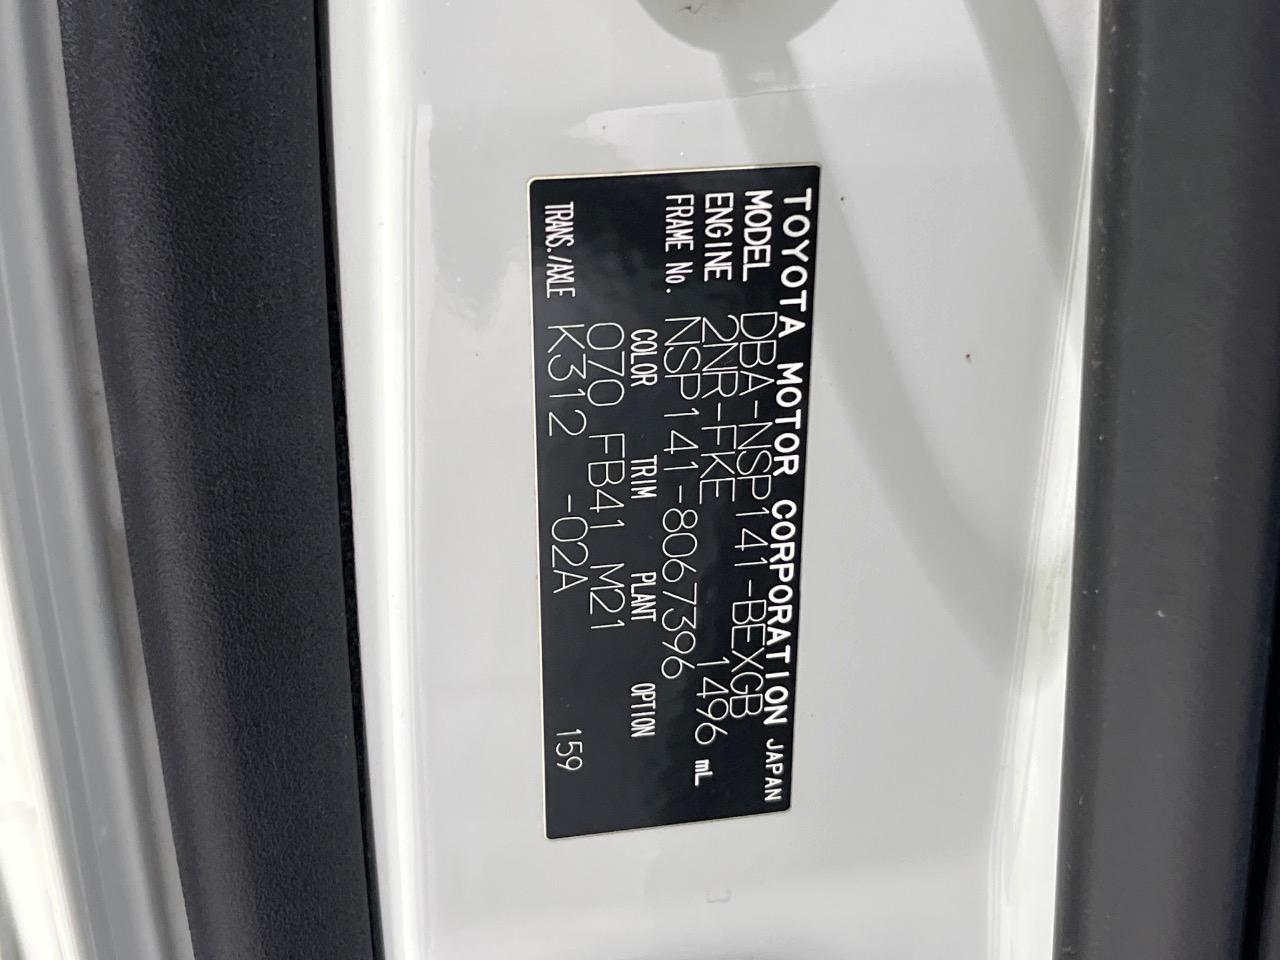 TOYOTA MOTOR CORPORATION JAPAN
MODEL DBA-NSP141-BEXGB
ENGINE 2NR-FKE 1496 mL
FRAME No. NSP141-8067396
COLOR TRIM PLANT OPTION
070 FB41 M21
TRANS./AXLE K312 -02A 159